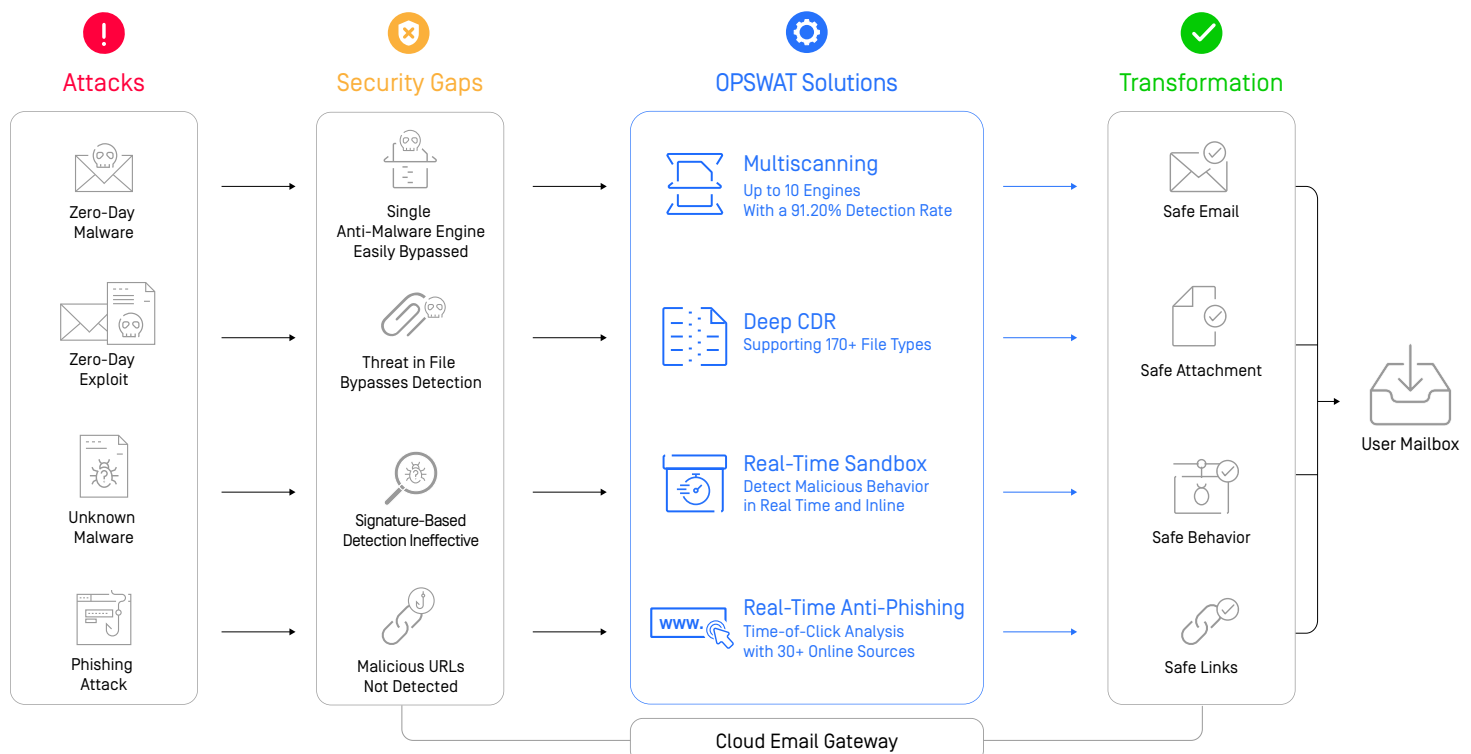 Attacks
Security Gaps
OPSWAT Solutions
Transformation
Zero-Day
Malware
Single
Anti-Malware Engine
Easily Bypassed
Multiscanning
Up to 10 Engines
With a 91.20% Detection Rate
Safe Email
Zero-Day
Exploit
Threat in File
Bypasses Detection
Deep CDR
Supporting 170+ File Types
Safe Attachment
User Mailbox
Unknown
Malware
Signature-Based
Detection Ineffective
Real-Time Sandbox
Detect Malicious Behavior
in Real Time and Inline
Safe Behavior
Phishing
Attack
Malicious URLs
Not Detected
www.
Real-Time Anti-Phishing
Time-of-Click Analysis
with 30+ Online Sources
Safe Links
Cloud Email Gateway